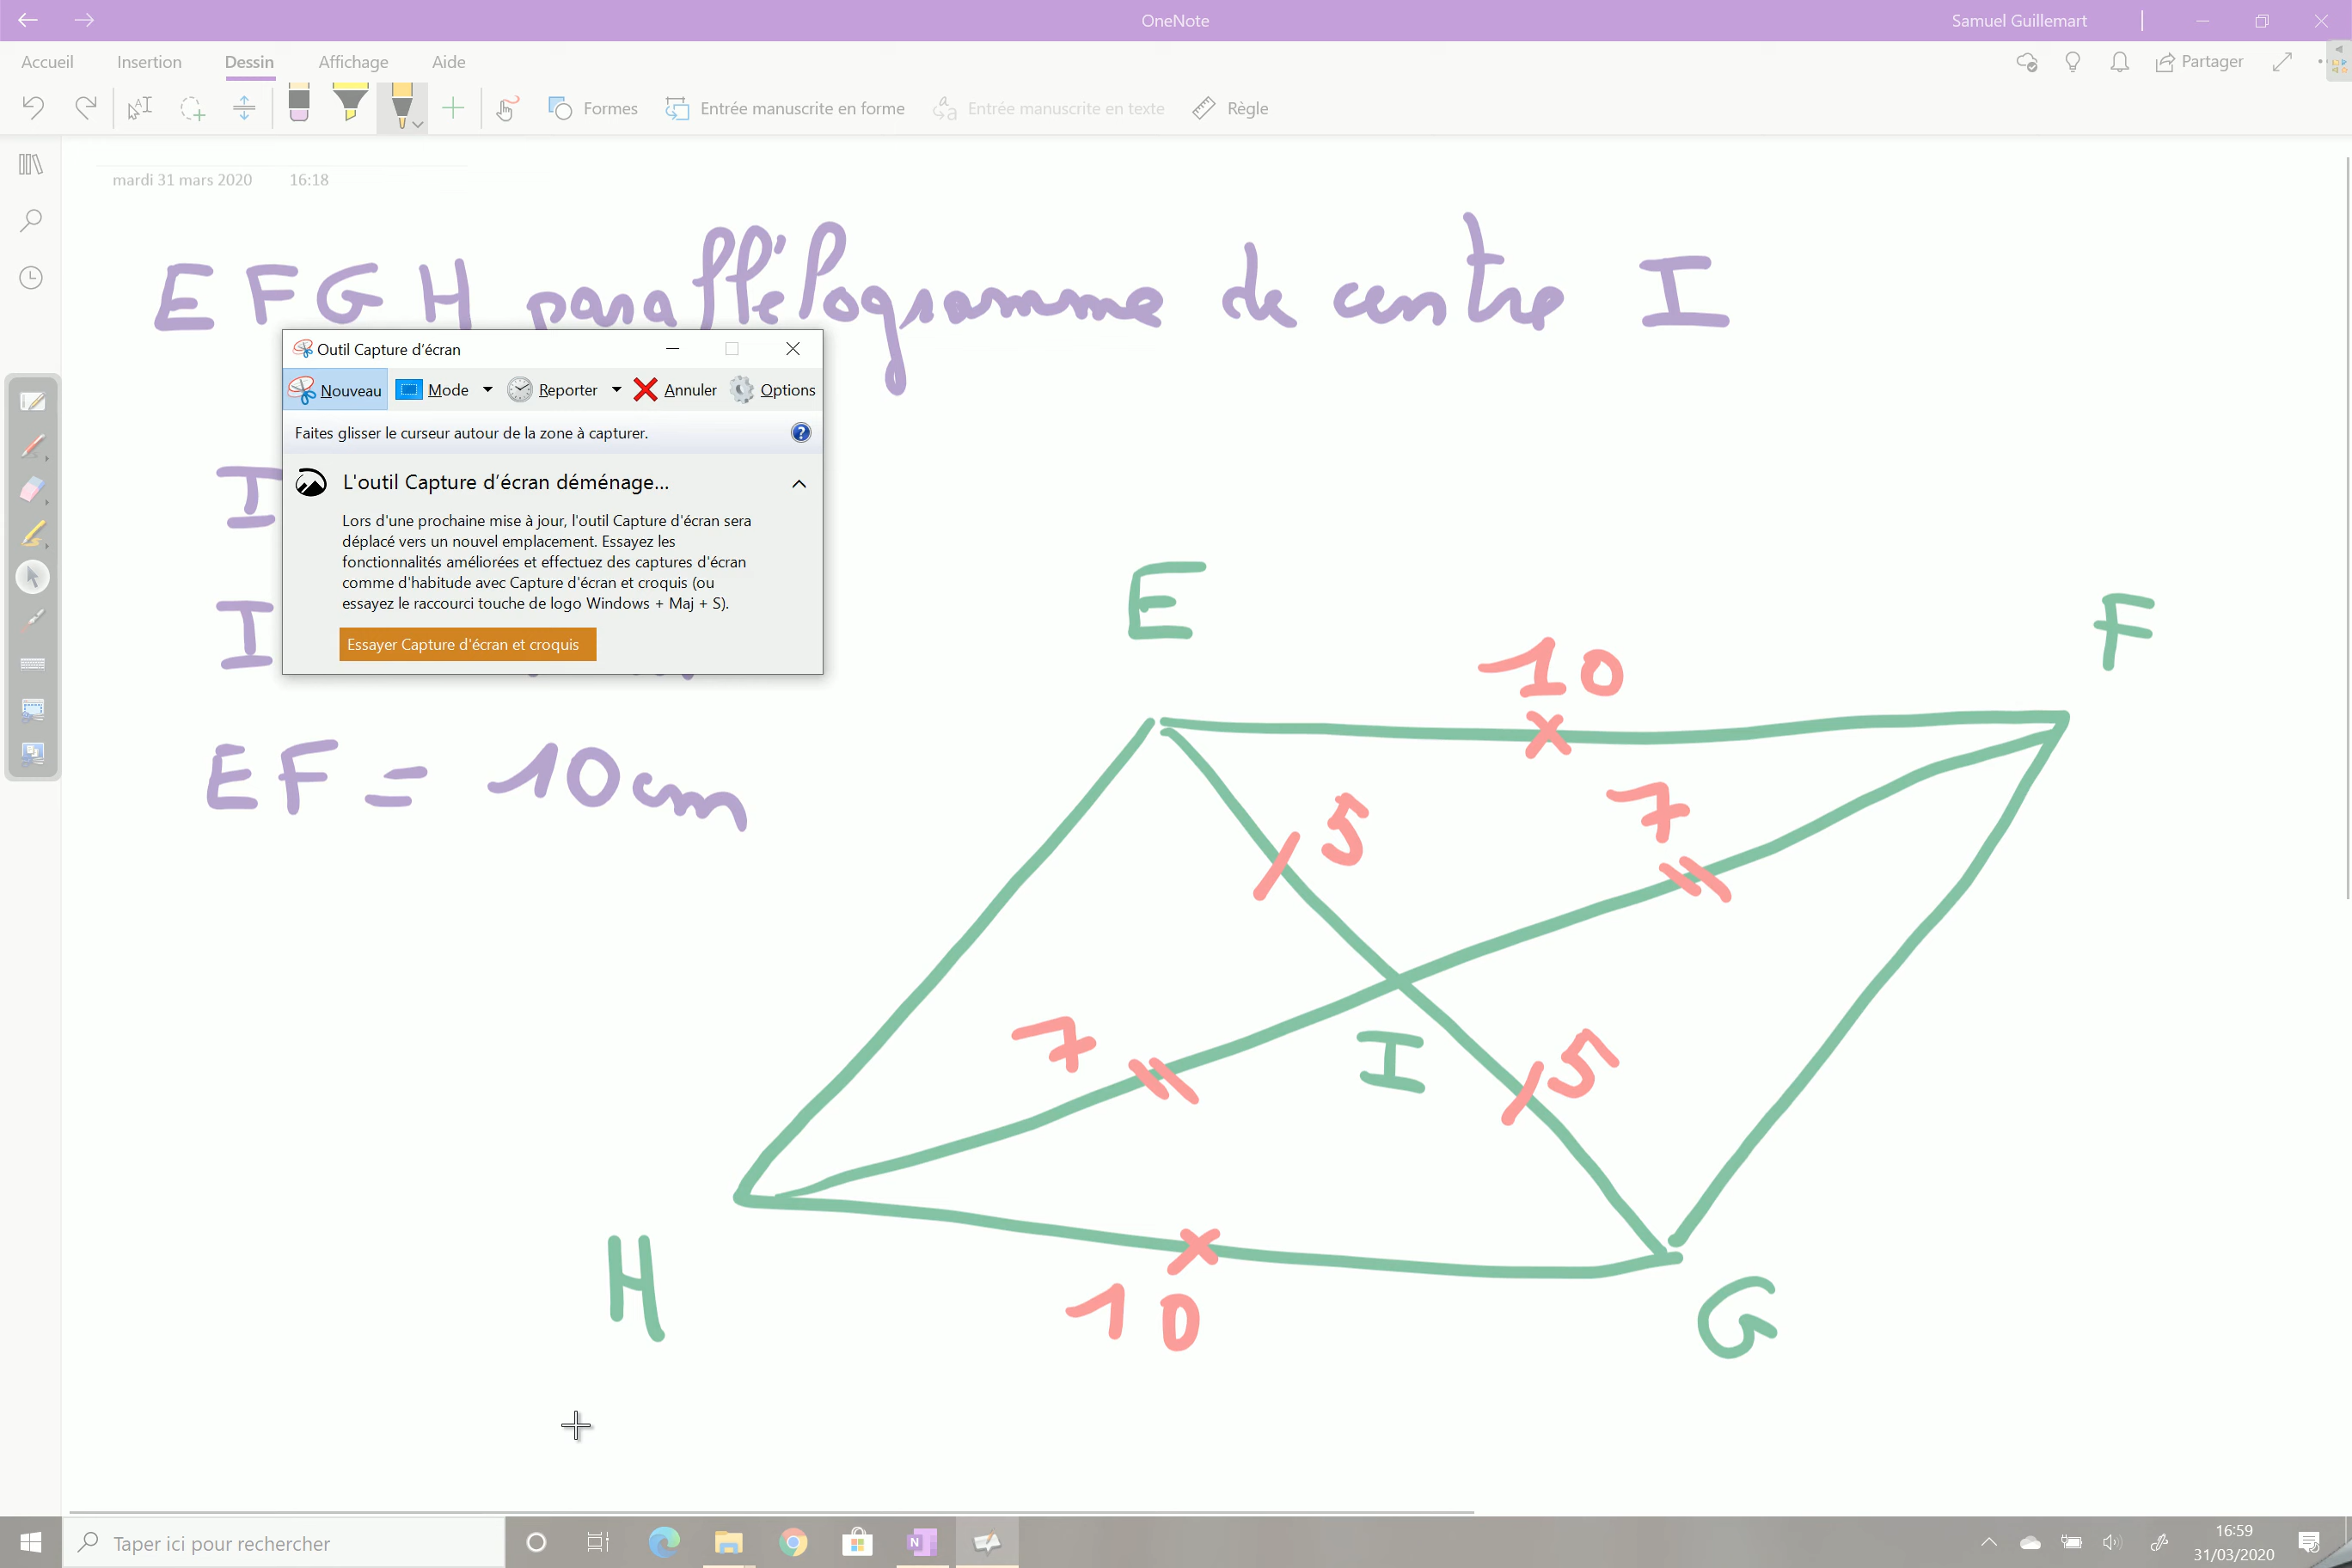 OneNote
Samuel Guillemart
Accueil Insertion Dessin Affichage Aide
Partager
Formes Entrée manuscrite en forme Entrée manuscrite en texte Règle
mardi 31 mars 2020 16:18
EFGH parallélogramme de centre I
Outil Capture d'écran
Nouveau Mode Reporter Annuler Options
Faites glisser le curseur autour de la zone à capturer.
L'outil Capture d'écran déménage...
Lors d'une prochaine mise à jour, l'outil Capture d'écran sera
déplacé vers un nouvel emplacement. Essayez les
fonctionnalités améliorées et effectuez des captures d'écran
comme d'habitude avec Capture d'écran et croquis (ou
essayez le raccourci touche de logo Windows + Maj + S).
Essayer Capture d'écran et croquis
I
I
EF = 10cm
E
F
10
5
7
7
I
5
H
10
G
Taper ici pour rechercher
16:59
31/03/2020